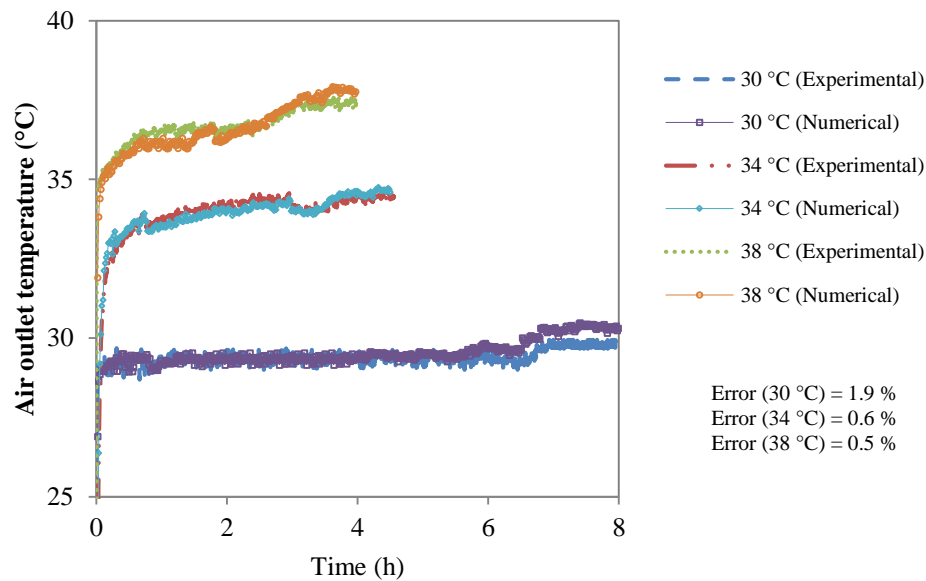 40
35
30
25
Air outlet temperature (°C)
0
2
4
6
8
Time (h)
30 °C (Experimental)
30 °C (Numerical)
34 °C (Experimental)
34 °C (Numerical)
38 °C (Experimental)
38 °C (Numerical)
Error (30 °C) = 1.9 %
Error (34 °C) = 0.6 %
Error (38 °C) = 0.5 %